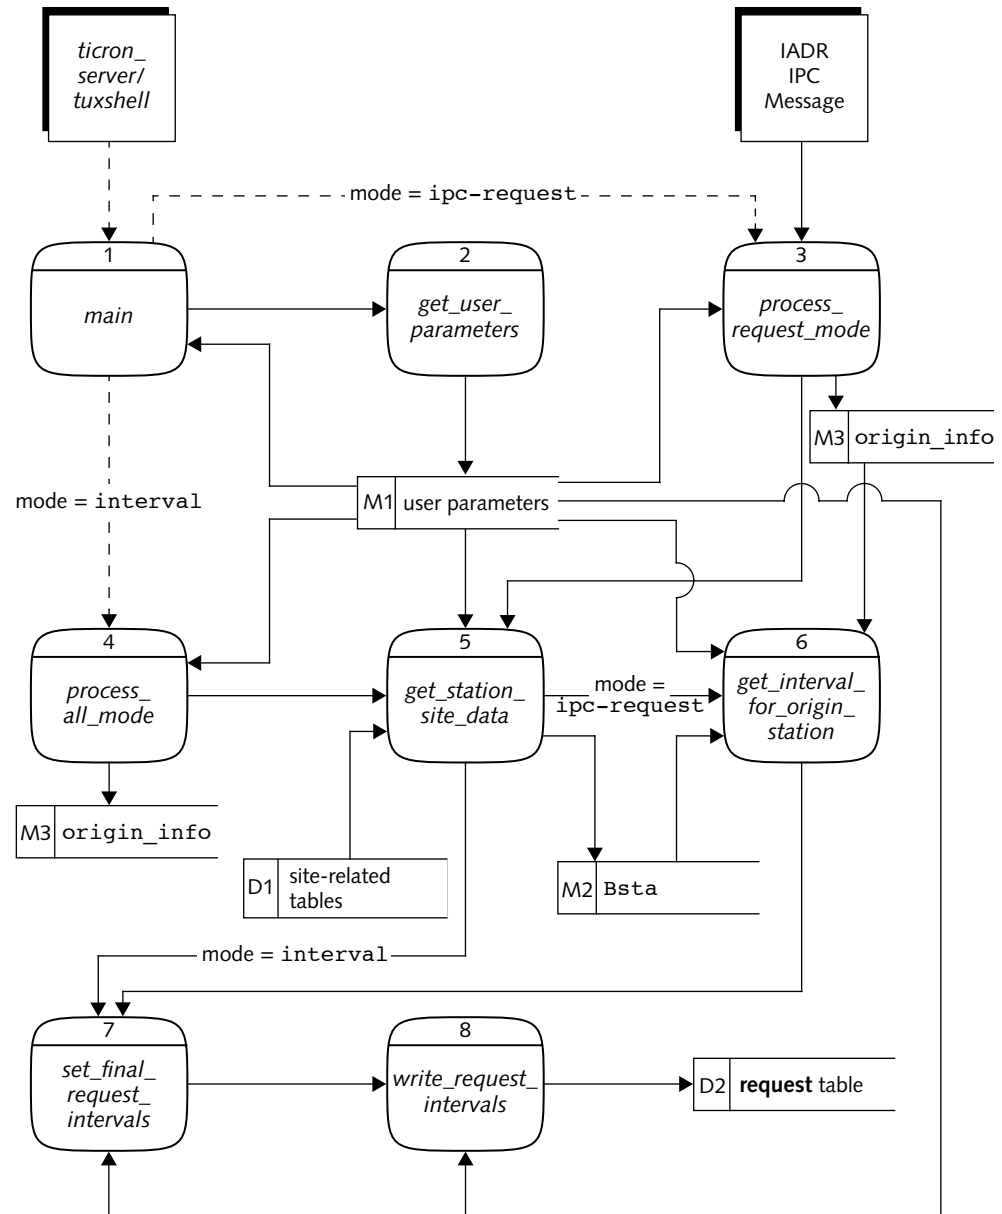 ticron_
server/
tuxshell
IADR
IPC
Message
mode = ipc-request
1
main
2
get_user_
parameters
3
process_
request_mode
M3 origin_info
mode = interval
M1 user parameters
4
process_
all_mode
5
get_station_
site_data
mode =
ipc-request
6
get_interval_
for_origin_
station
M3 origin_info
D1 site-related
tables
M2 Bsta
mode = interval
7
set_final_
request_
intervals
8
write_request_
intervals
D2 request table